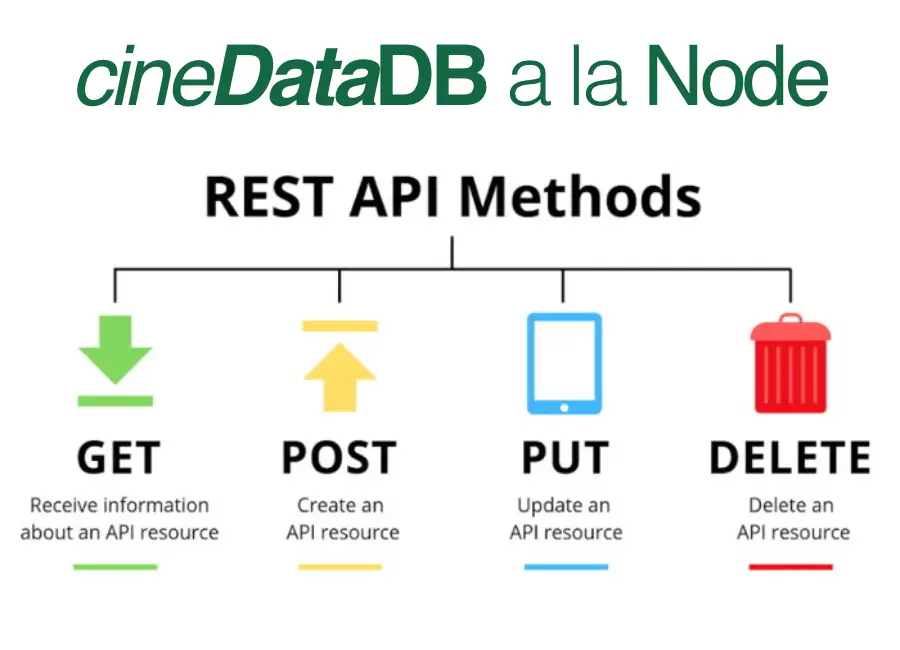 cineDataDB a la Node
REST API Methods
GET
Receive information
about an API resource
POST
Create an
API resource
PUT
Update an
API resource
DELETE
Delete an
API resource